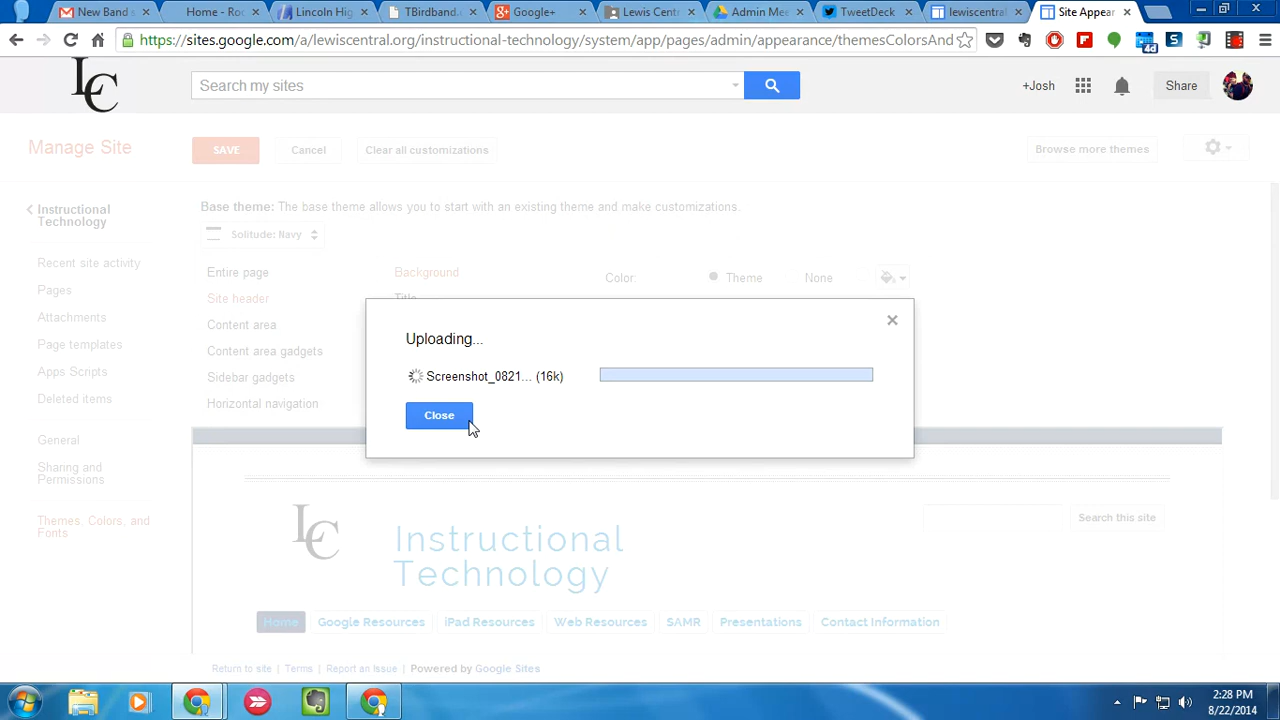 New Band s
Home - Ro
Lincoln Hig
TBirdband.c
Google+
Lewis Centr
Admin Mee
TweetDeck
lewiscentral
Site Appear
https://sites.google.com/a/lewiscentral.org/instructional-technology/system/app/pages/admin/appearance/themesColorsAnd
4d
LC
Search my sites
+Josh
Share
Manage Site
SAVE
Cancel
Clear all customizations
Browse more themes
Instructional
Technology
Base theme: The base theme allows you to start with an existing theme and make customizations.
Solitude: Navy
Recent site activity
Pages
Attachments
Page templates
Apps Scripts
Deleted items
General
Sharing and
Permissions
Themes, Colors, and
Fonts
Entire page
Site header
Content area
Content area gadgets
Sidebar gadgets
Horizontal navigation
Background
Title
Color:
Theme
None
Uploading...
Screenshot_0821... (16k)
Close
LC
Instructional
Technology
Search this site
Home
Google Resources
iPad Resources
Web Resources
SAMR
Presentations
Contact Information
Return to site | Terms | Report an Issue | Powered by Google Sites
2:28 PM
8/22/2014